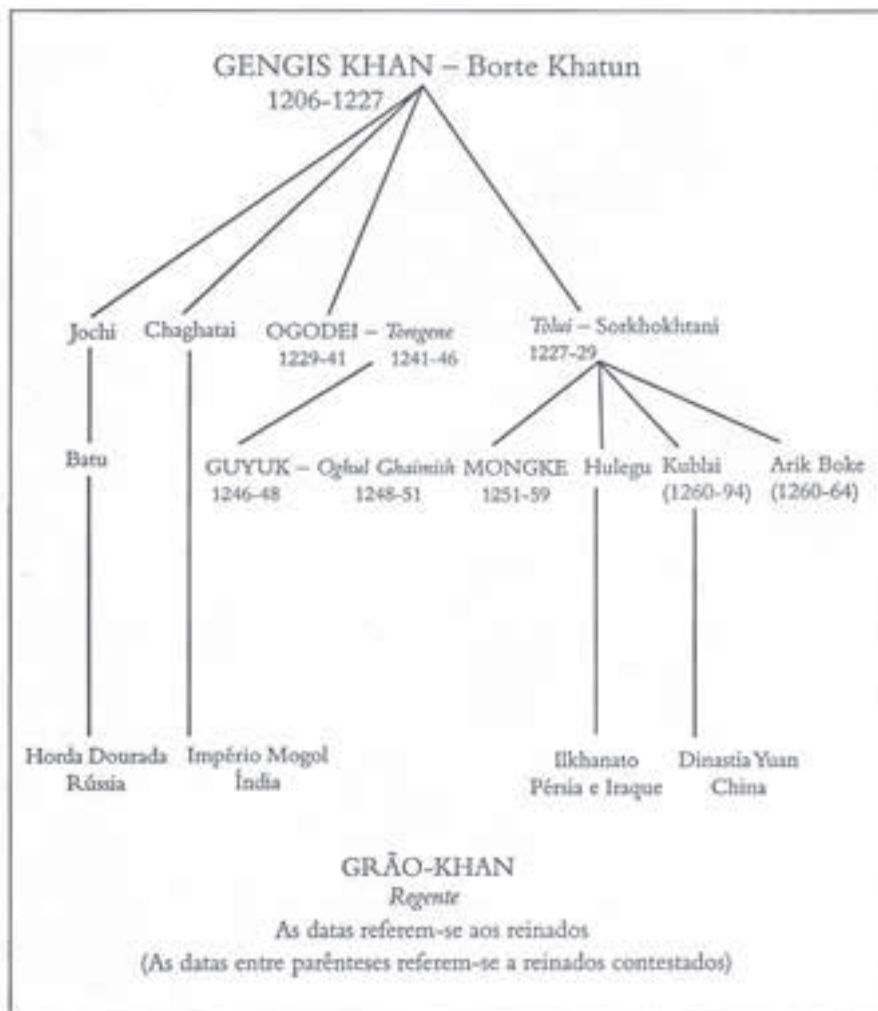 GENGIS KHAN – Borte Khatun
1206-1227
Jochi Chaghatai OGODEI – Toregene Tolui – Sorkhokhtani
1229-41 1241-46 1227-29
Batu GUYUK – Oghul Ghaimish MONGKE Hulegu Kublai Arik Boke
1246-48 1248-51 1251-59 (1260-94) (1260-64)
Horda Dourada Império Mogol Ilkhanato Dinastia Yuan
Rússia Índia Pérsia e Iraque China
GRÃO-KHAN
Regente
As datas referem-se aos reinados
(As datas entre parênteses referem-se a reinados contestados)